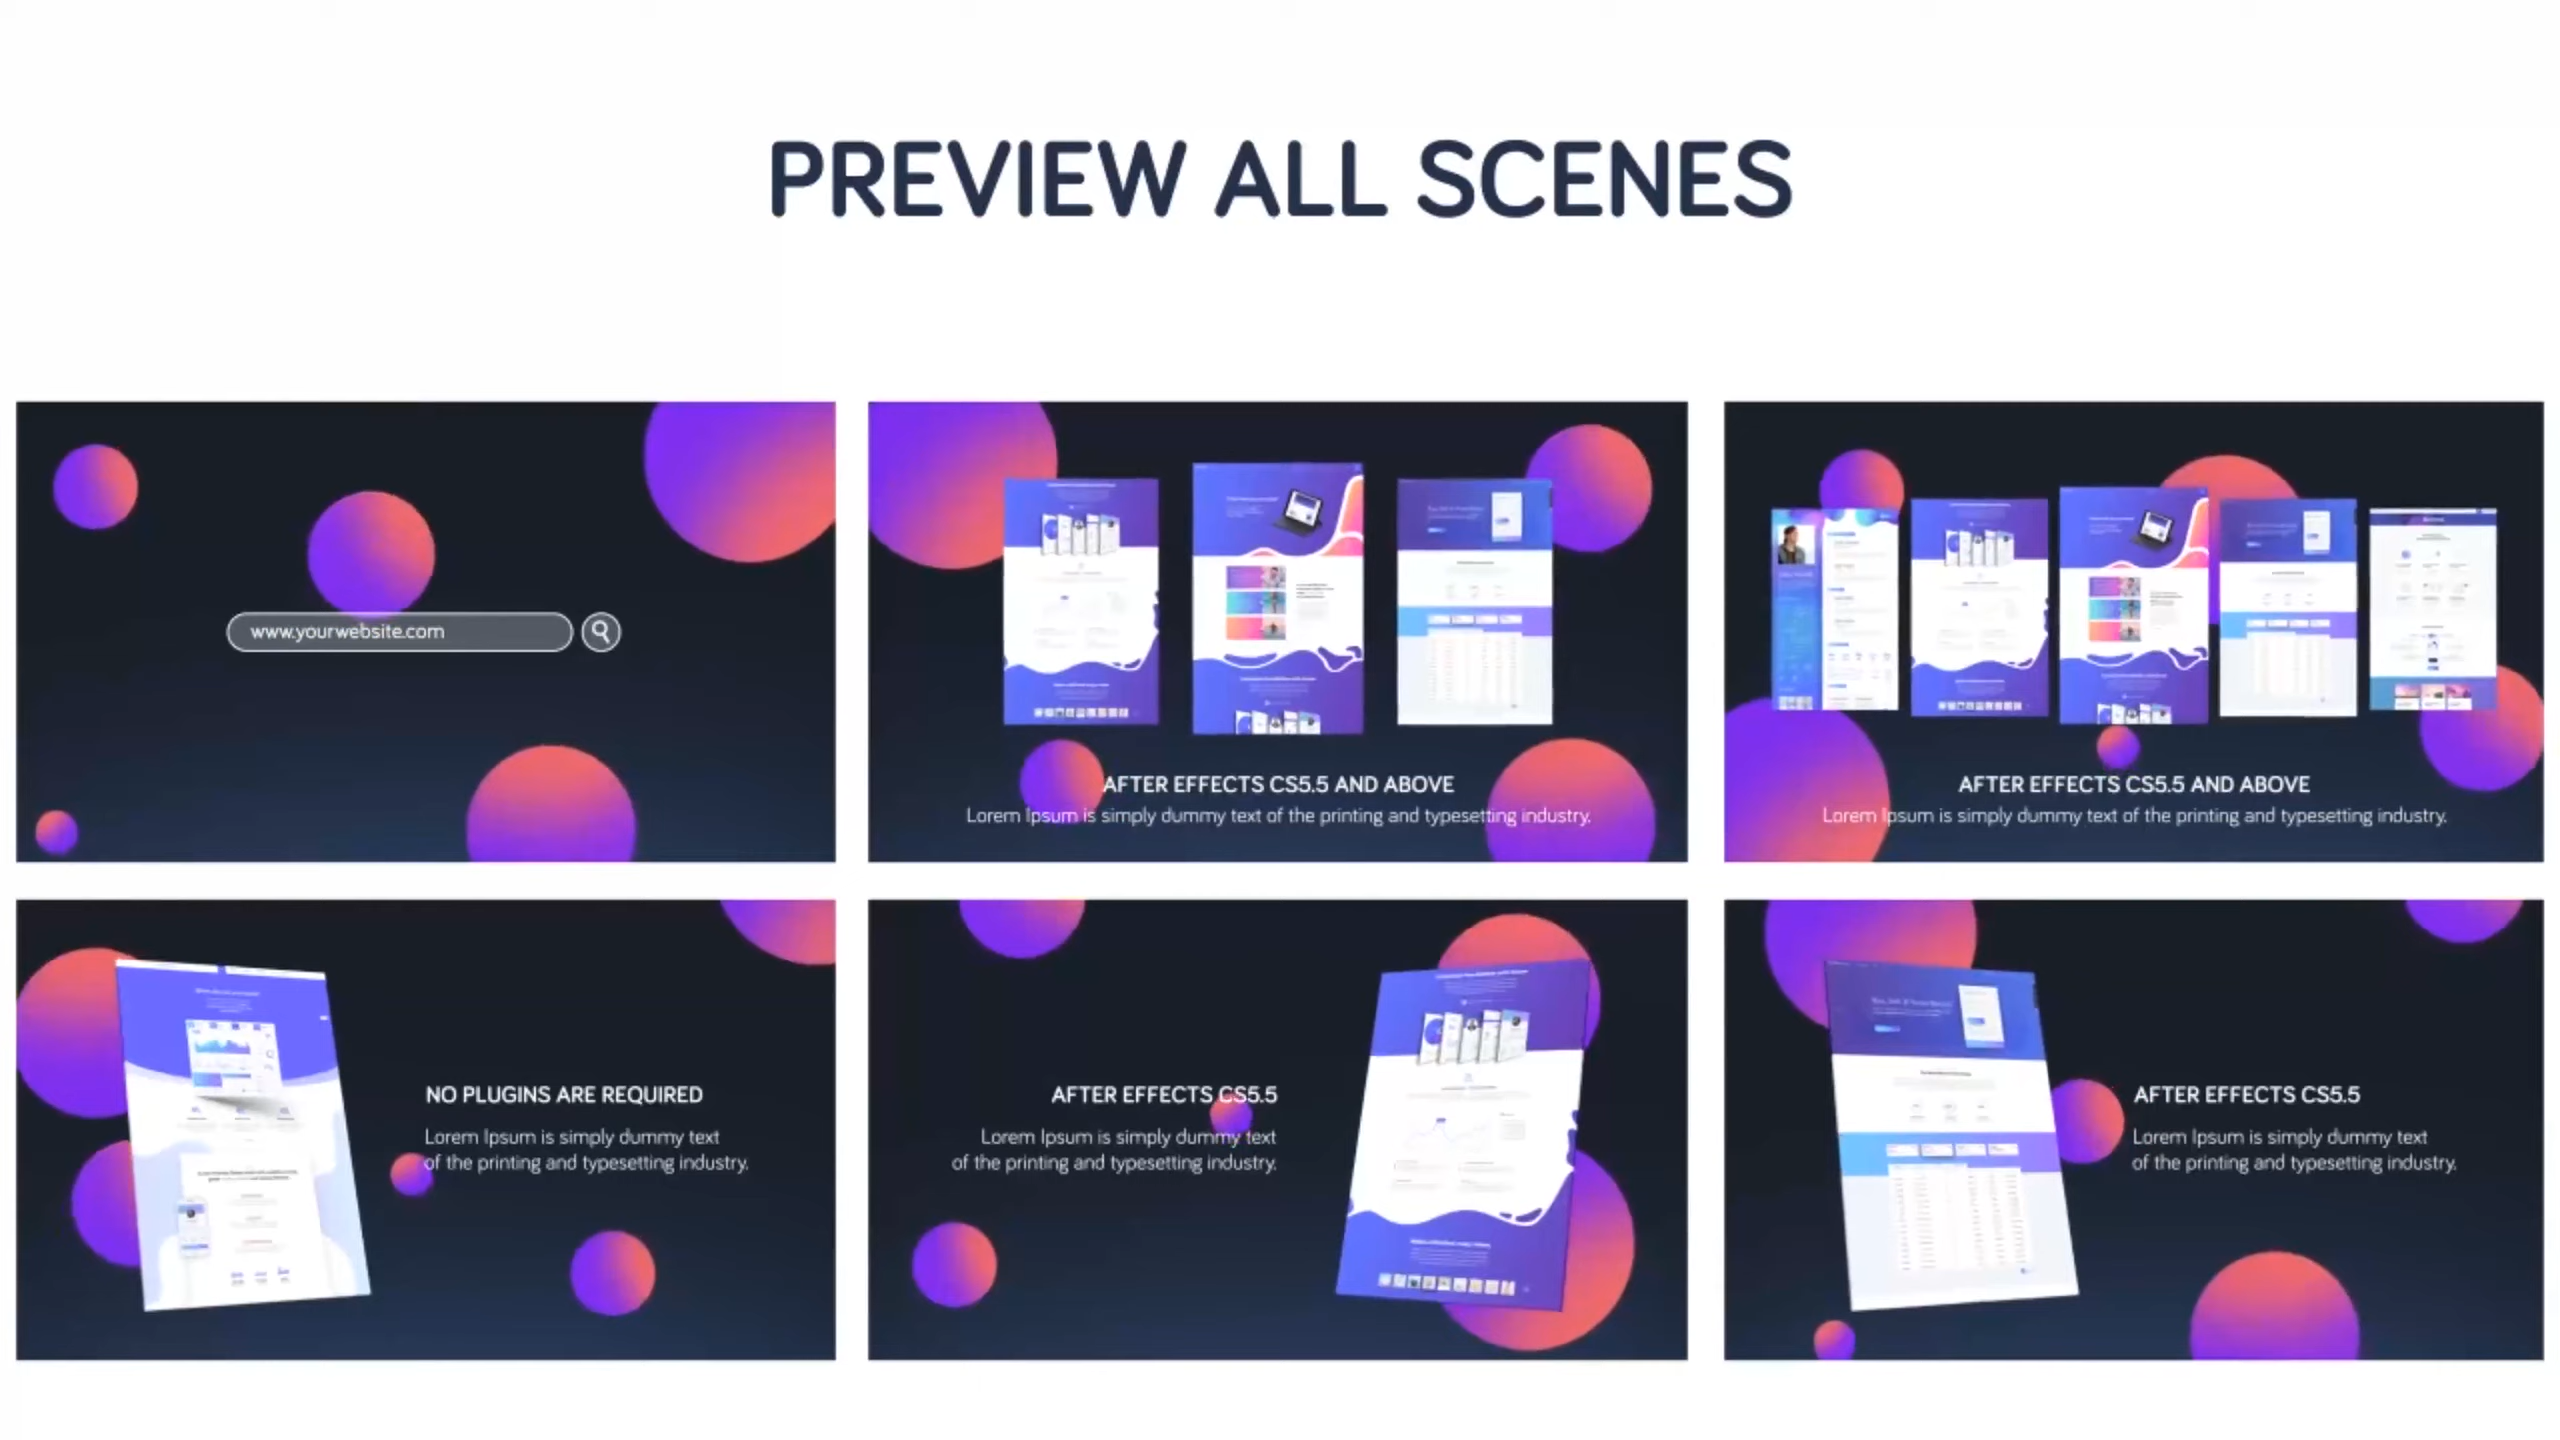 PREVIEW ALL SCENES
www.yourwebsite.com
AFTER EFFECTS CS5.5 AND ABOVE
Lorem Ipsum is simply dummy text of the printing and typesetting industry.
AFTER EFFECTS CS5.5 AND ABOVE
Lorem Ipsum is simply dummy text of the printing and typesetting industry.
NO PLUGINS ARE REQUIRED
Lorem Ipsum is simply dummy text
of the printing and typesetting industry.
AFTER EFFECTS CS5.5
Lorem Ipsum is simply dummy text
of the printing and typesetting industry.
AFTER EFFECTS CS5.5
Lorem Ipsum is simply dummy text
of the printing and typesetting industry.